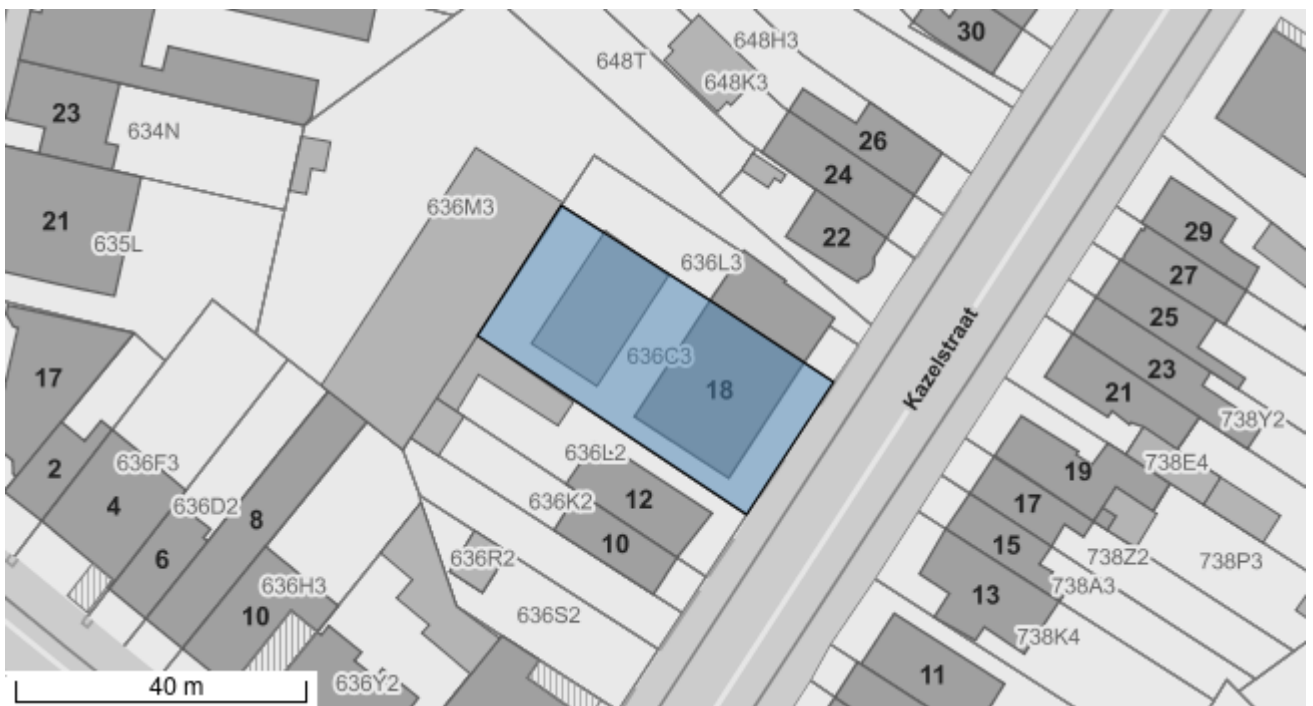 30
648H3
648T
648K3
23
634N
26
24
636M3
29
21
635L
22
636L3
27
25
636C3
Kazelstraat
23
17
18
21
738Y2
636F3
636L2
738E4
2
4
636D2
8
636K2
12
19
17
10
15
6
636R2
738Z2
738P3
636H3
738A3
10
636S2
13
738K4
40 m
636Y2
11